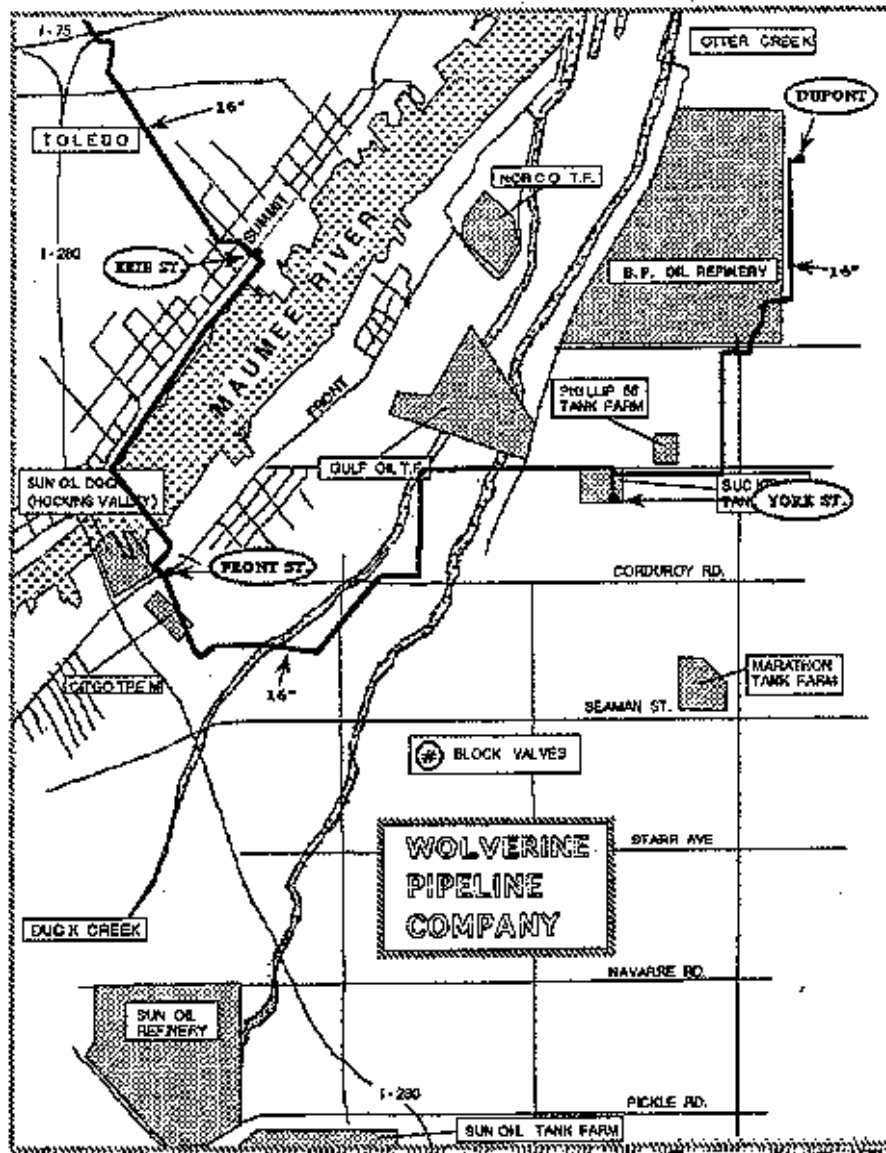 I-75
OTTER CREEK
16"
DUPONT
TOLEDO
NORCO T.F.
SUMMIT
I-280
ERIE ST.
B.P. OIL REFINERY
16"
MAUMEE RIVER
PHILLIP 66
TANK FARM
FRONT
GULF OIL T.F.
SUN OIL DOCK
(HOCKING VALLEY)
YORK ST.
FRONT ST.
CORDUROY RD.
MARATHON
TANK FARM
CITGO
16"
SEAMAN ST.
BLOCK VALVES
STARR AVE
WOLVERINE
PIPELINE
COMPANY
DUCK CREEK
NAVARRE RD.
SUN OIL
REFINERY
I-280
PICKLE RD.
SUN OIL TANK FARM